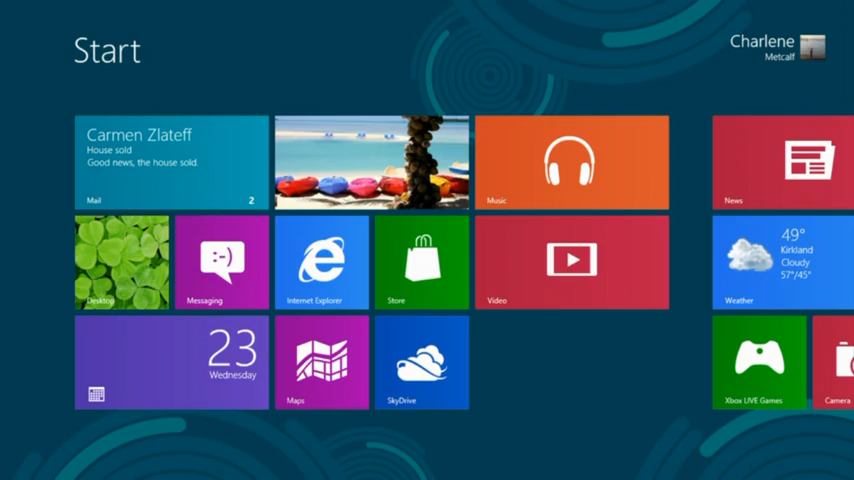 Start
Charlene
Metcalf
Carmen Zlateff
House sold
Good news, the house sold.
Mail
2
Music
News
Desktop
Messaging
:-)
Internet Explorer
Store
Video
49°
Kirkland
Cloudy
57°/45°
Weather
23
Wednesday
Maps
SkyDrive
Xbox LIVE Games
Camera